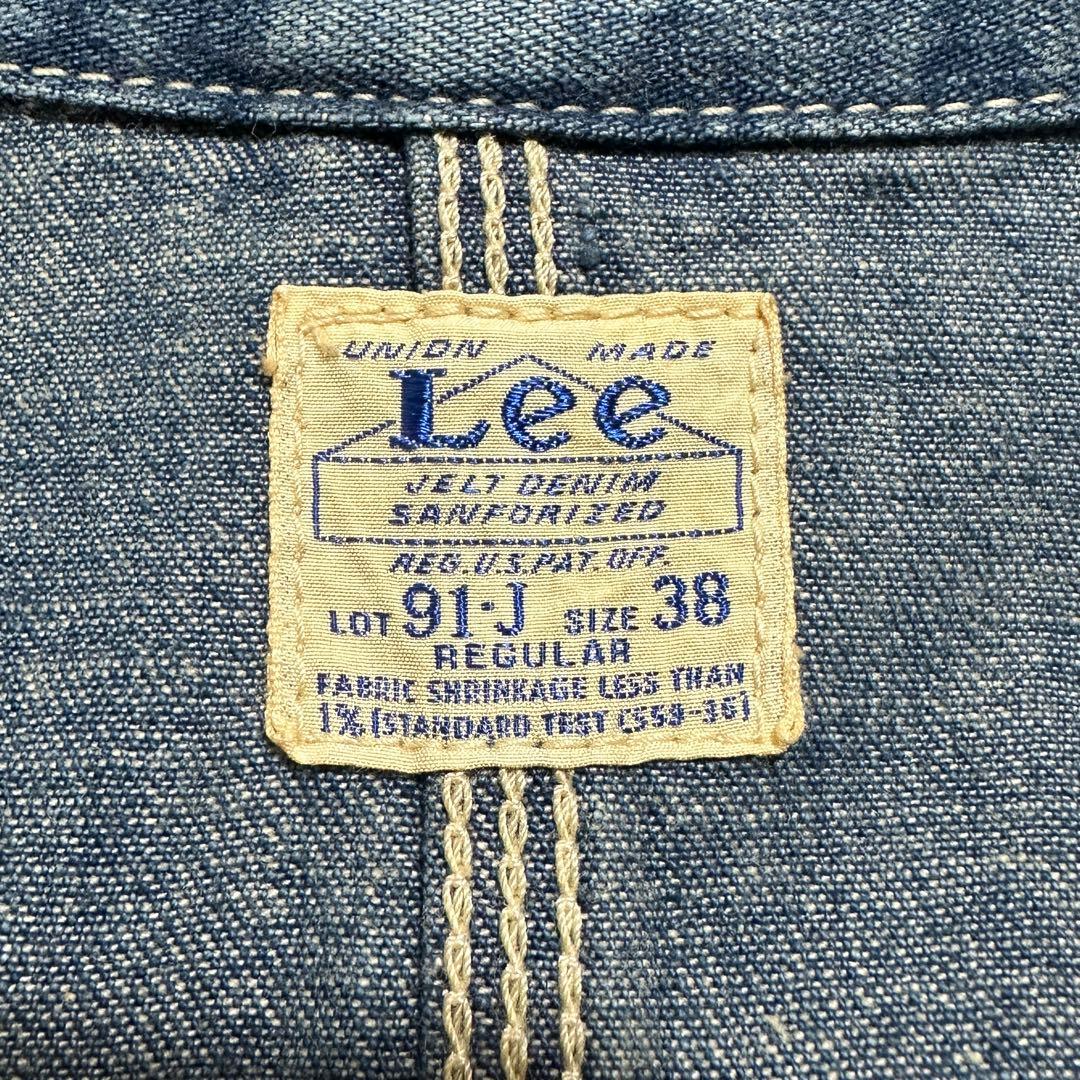 UNION MADE
Lee
JELT DENIM
SANFORIZED
REG. U.S. PAT. OFF.
LOT 91-J SIZE 38
REGULAR
FABRIC SHRINKAGE LESS THAN
1% (STANDARD TEST CS59-36)